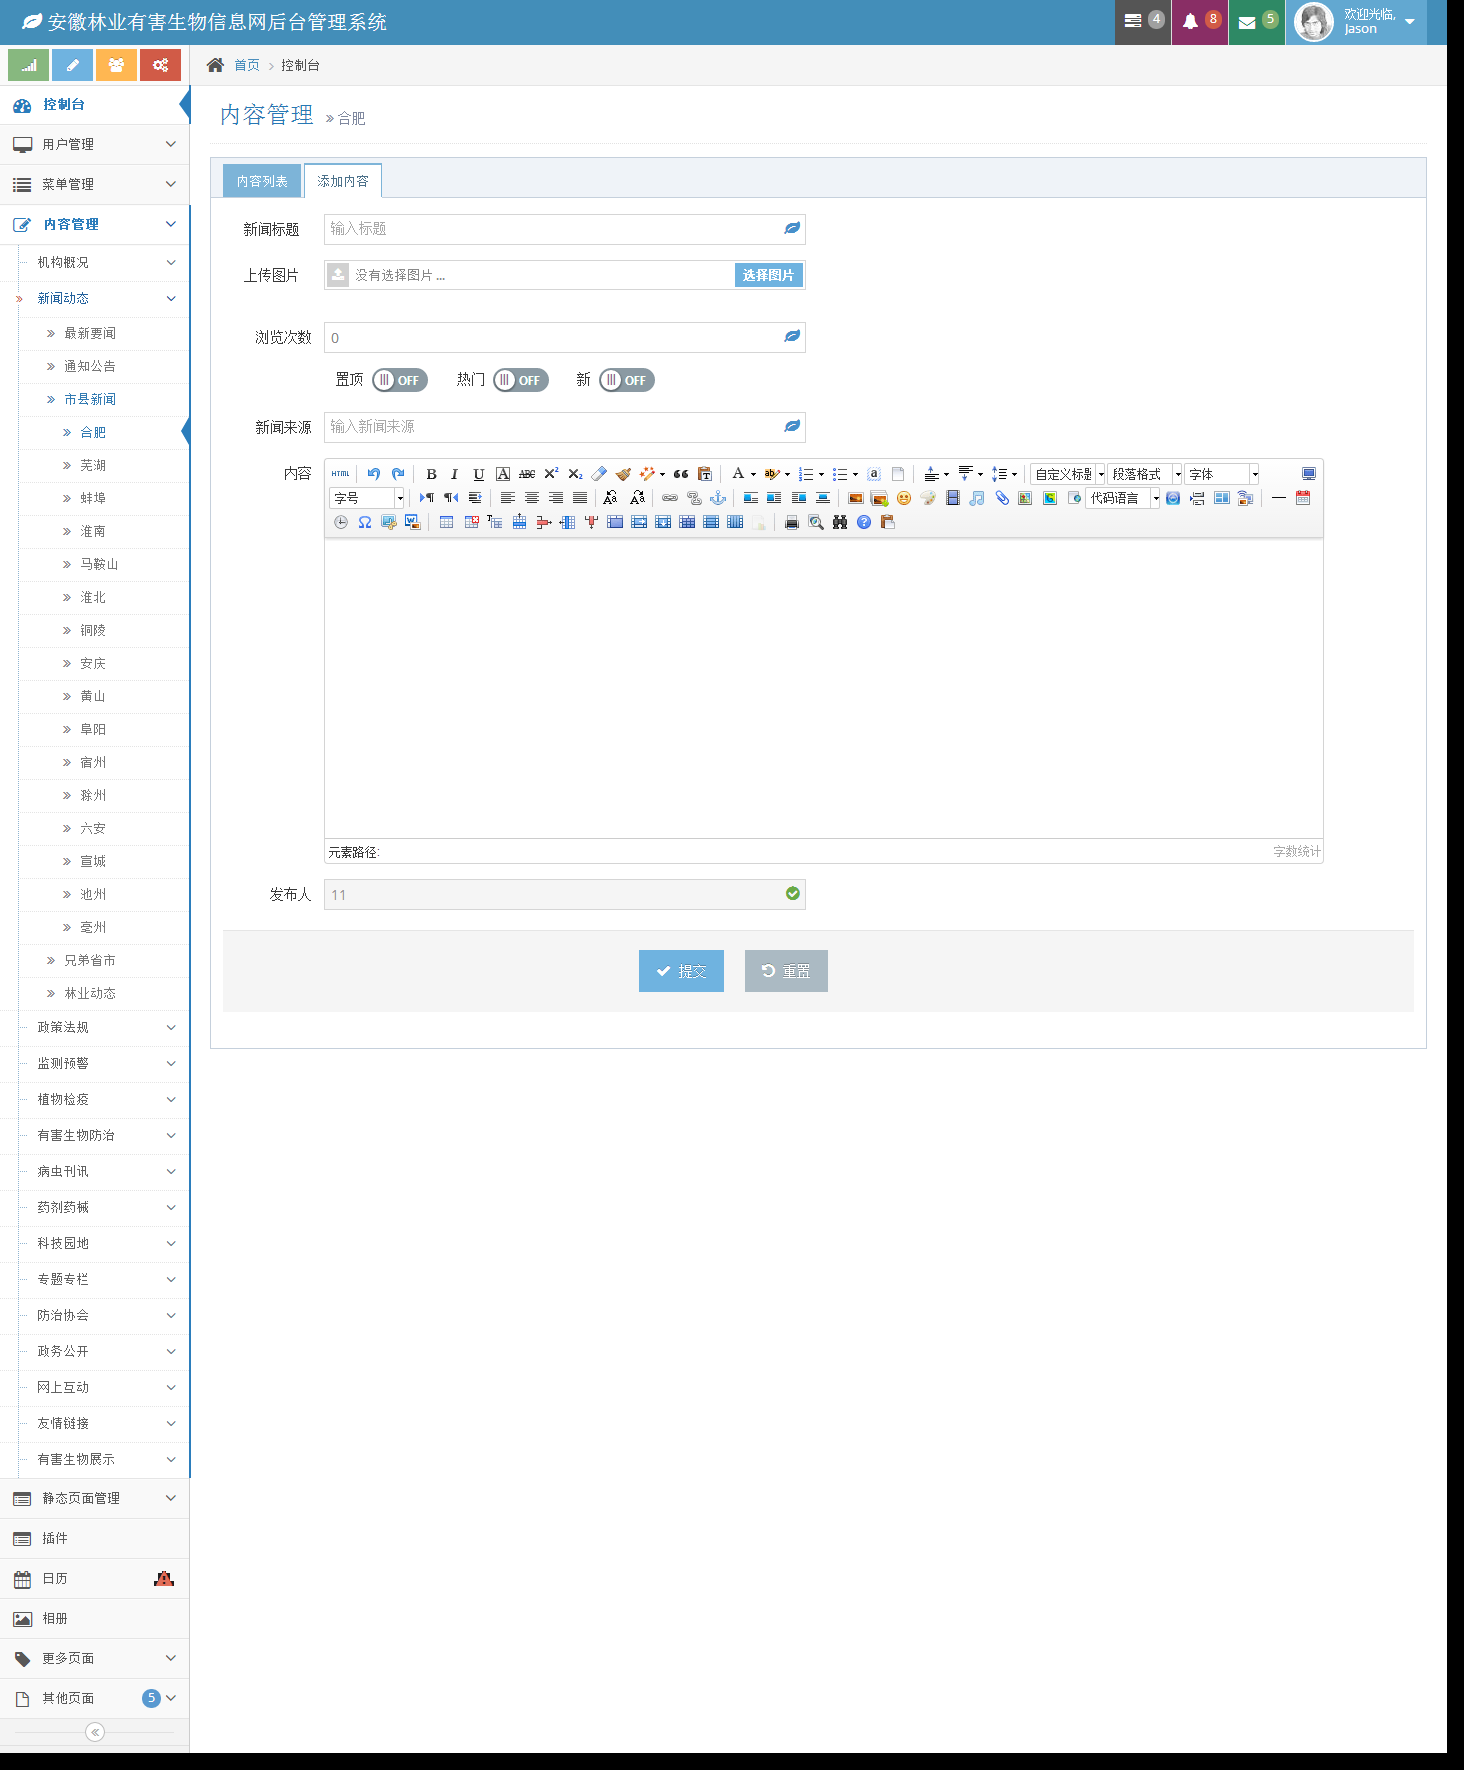 安徽林业有害生物信息网后台管理系统
4
8
5
欢迎光临,
Jason
首页
控制台
控制台
用户管理
菜单管理
内容管理
机构概况
新闻动态
最新要闻
通知公告
市县新闻
合肥
芜湖
蚌埠
淮南
马鞍山
淮北
铜陵
安庆
黄山
阜阳
宿州
滁州
六安
宣城
池州
亳州
兄弟省市
林业动态
政策法规
监测预警
植物检疫
有害生物防治
病虫刊讯
药剂药械
科技园地
专题专栏
防治协会
政务公开
网上互动
友情链接
有害生物展示
静态页面管理
插件
日历
相册
更多页面
其他页面 5
内容管理 » 合肥
内容列表 添加内容
新闻标题 输入标题
上传图片 没有选择图片 ... 选择图片
浏览次数 0
置顶 OFF 热门 OFF 新 OFF
新闻来源 输入新闻来源
内容
HTML 自定义标题 段落格式 字体
字号 代码语言
元素路径: 字数统计
发布人 11
提交 重置